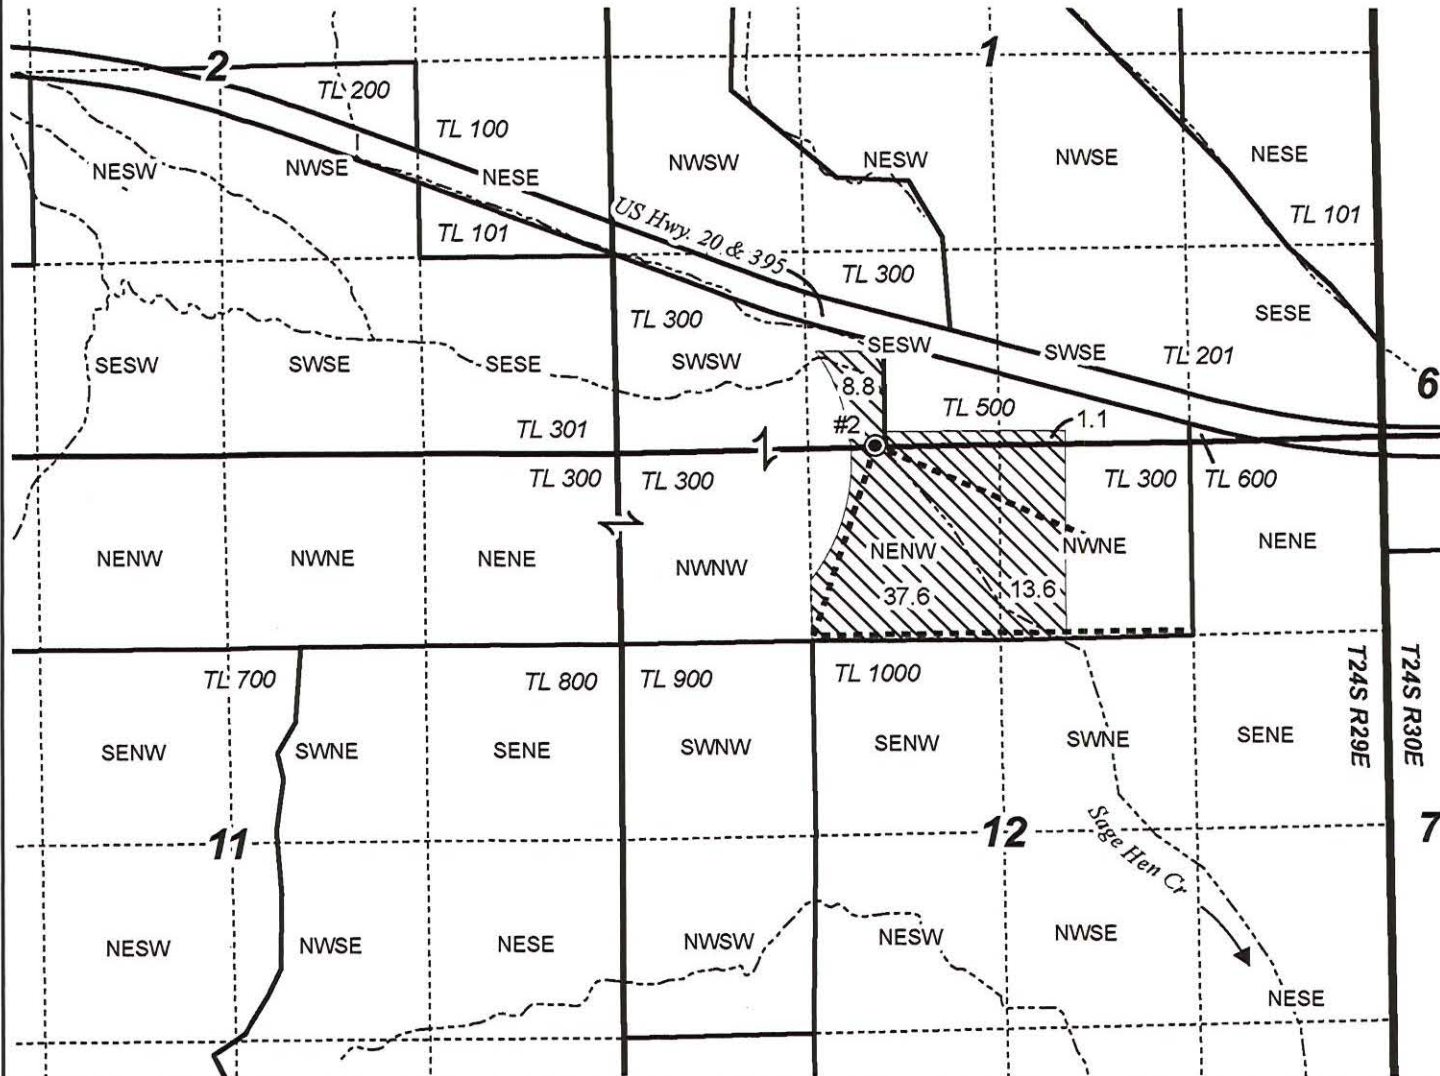 2
1
TL 200
TL 100
NESW
NWSE
NESE
NWSW
NESW
NWSE
NESE
TL 101
US Hwy. 20 & 395
TL 101
TL 300
TL 300
SESE
SESW
SWSE
SESE
SWSW
SESW
SWSE
TL 201
6
8.8
TL 500
1.1
#2
TL 301
TL 300
TL 300
TL 300
TL 600
NENW
NWNE
NENE
NWNW
NENW
NWNE
NENE
37.6
13.6
TL 700
TL 800
TL 900
TL 1000
T24S R29E
T24S R30E
SENW
SWNE
SENE
SWNW
SENW
SWNE
SENE
11
12
7
Sage Hen Cr
NESW
NWSE
NESE
NWSW
NESW
NWSE
NESE